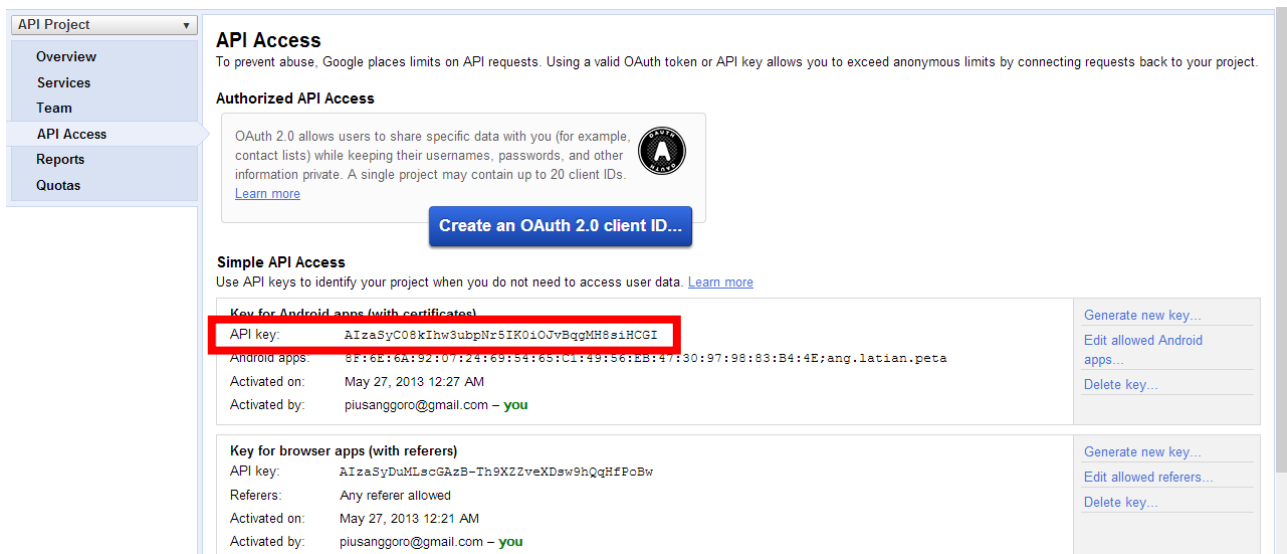 API Project
Overview
Services
Team
API Access
Reports
Quotas
API Access
To prevent abuse, Google places limits on API requests. Using a valid OAuth token or API key allows you to exceed anonymous limits by connecting requests back to your project.
Authorized API Access
OAuth 2.0 allows users to share specific data with you (for example,
contact lists) while keeping their usernames, passwords, and other
information private. A single project may contain up to 20 client IDs.
Learn more
OAUTH
A
OAUTH
Create an OAuth 2.0 client ID...
Simple API Access
Use API keys to identify your project when you do not need to access user data. Learn more
Key for Android apps (with certificates)
API key: AIzaSyC08kIhw3ubpNr5IK0iOJvBqgMH8siHCGI
Android apps: 8F:6E:6A:92:07:24:69:54:65:C1:49:56:EB:47:30:97:98:83:B4:4E;ang.latian.peta
Activated on: May 27, 2013 12:27 AM
Activated by: piusanggoro@gmail.com – you
Generate new key...
Edit allowed Android
apps...
Delete key...
Key for browser apps (with referers)
API key: AIzaSyDuMLscGAzB-Th9XZZveXDsw9hQqHfPoBw
Referers: Any referer allowed
Activated on: May 27, 2013 12:21 AM
Activated by: piusanggoro@gmail.com – you
Generate new key...
Edit allowed referers...
Delete key...